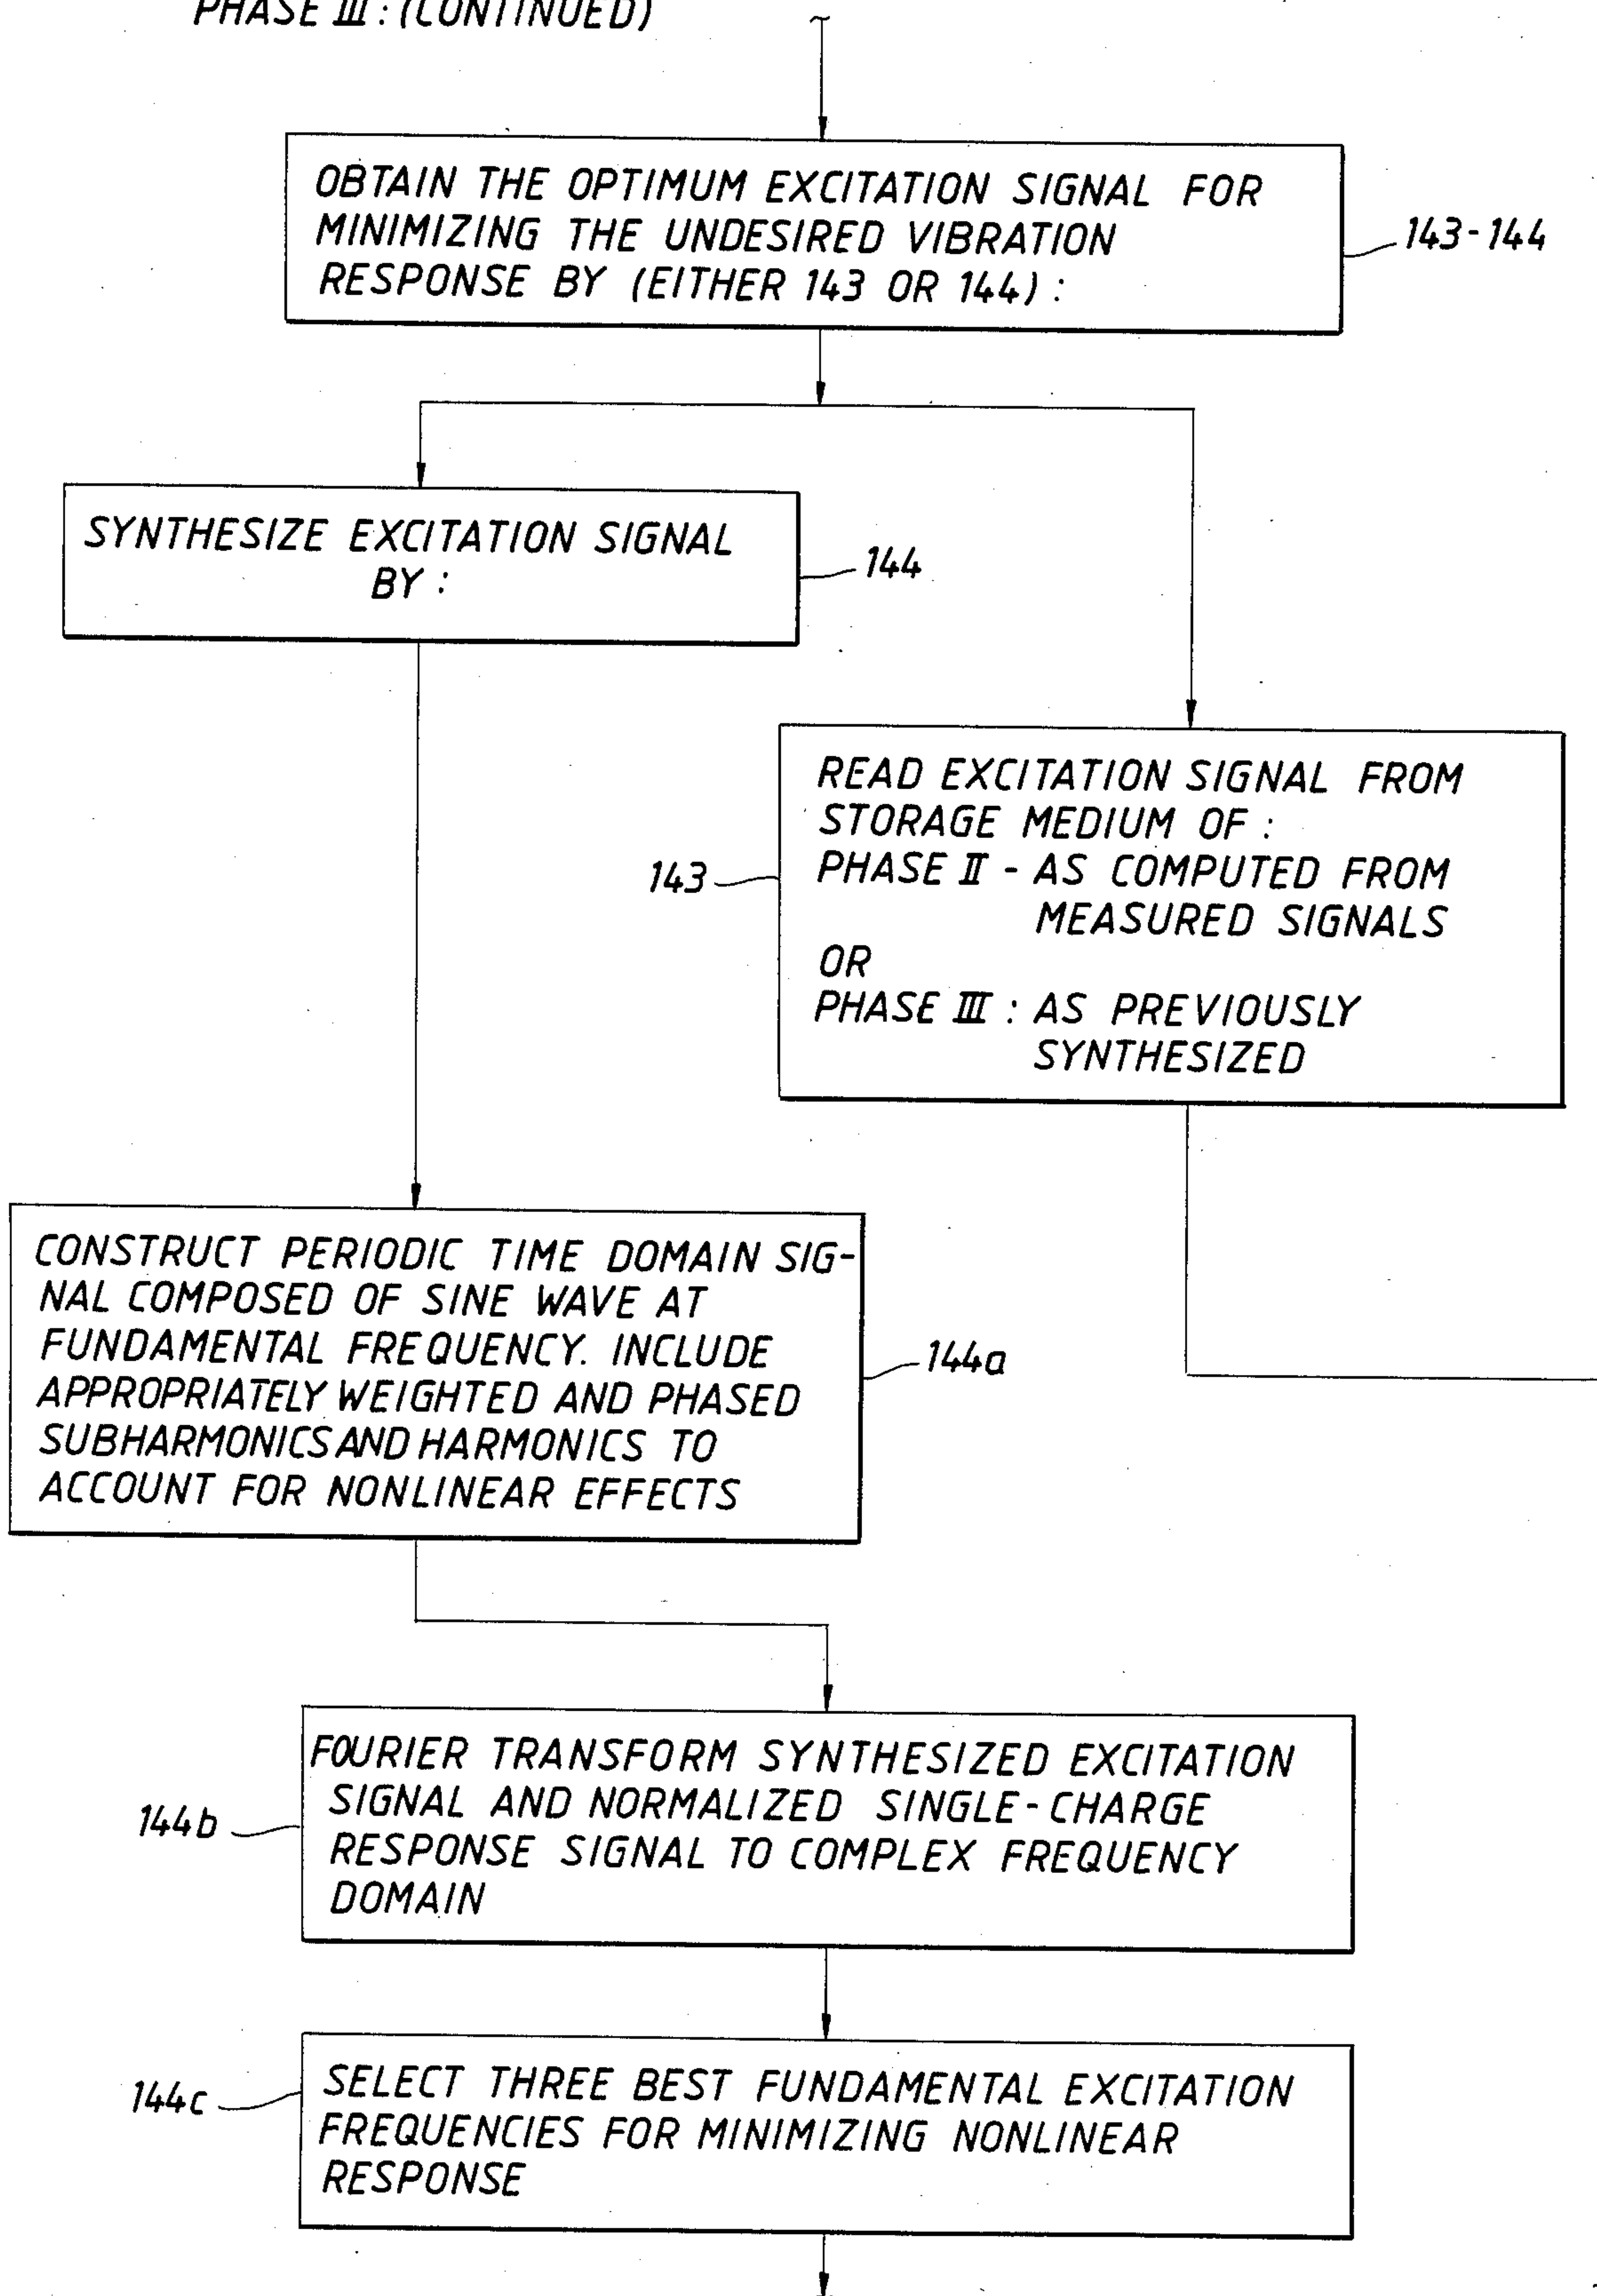 PHASE III : (CONTINUED)
OBTAIN THE OPTIMUM EXCITATION SIGNAL FOR
MINIMIZING THE UNDESIRED VIBRATION
RESPONSE BY (EITHER 143 OR 144) :
143-144
SYNTHESIZE EXCITATION SIGNAL
BY :
144
READ EXCITATION SIGNAL FROM
STORAGE MEDIUM OF :
PHASE II - AS COMPUTED FROM
MEASURED SIGNALS
OR
PHASE III : AS PREVIOUSLY
SYNTHESIZED
143
CONSTRUCT PERIODIC TIME DOMAIN SIG-
NAL COMPOSED OF SINE WAVE AT
FUNDAMENTAL FREQUENCY. INCLUDE
APPROPRIATELY WEIGHTED AND PHASED
SUBHARMONICS AND HARMONICS TO
ACCOUNT FOR NONLINEAR EFFECTS
144a
FOURIER TRANSFORM SYNTHESIZED EXCITATION
SIGNAL AND NORMALIZED SINGLE-CHARGE
RESPONSE SIGNAL TO COMPLEX FREQUENCY
DOMAIN
144b
SELECT THREE BEST FUNDAMENTAL EXCITATION
FREQUENCIES FOR MINIMIZING NONLINEAR
RESPONSE
144c